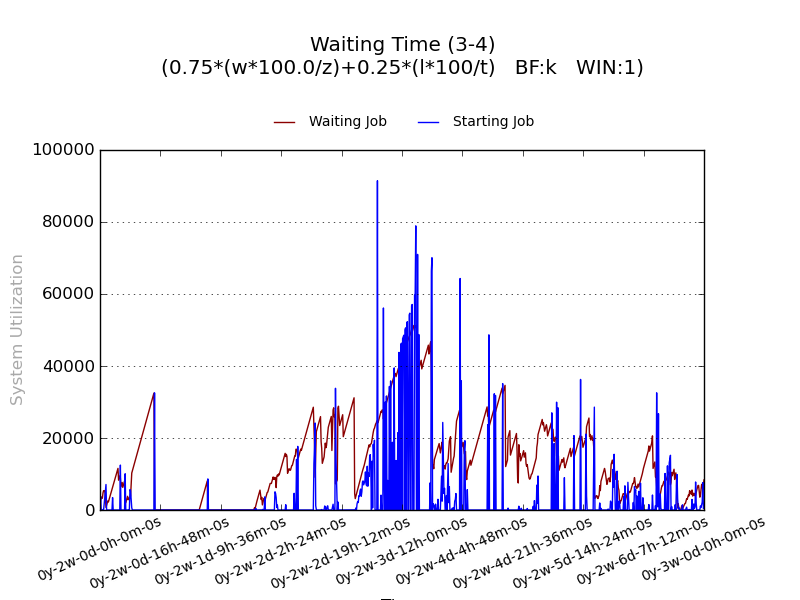 Waiting Time (3-4)
(0.75*(w*100.0/z)+0.25*(l*100/t)   BF:k   WIN:1)
Waiting Job
Starting Job
100000
80000
60000
40000
20000
0
System Utilization
0y-2w-0d-0h-0m-0s
0y-2w-0d-16h-48m-0s
0y-2w-1d-9h-36m-0s
0y-2w-2d-2h-24m-0s
0y-2w-2d-19h-12m-0s
0y-2w-3d-12h-0m-0s
0y-2w-4d-4h-48m-0s
0y-2w-4d-21h-36m-0s
0y-2w-5d-14h-24m-0s
0y-2w-6d-7h-12m-0s
0y-3w-0d-0h-0m-0s